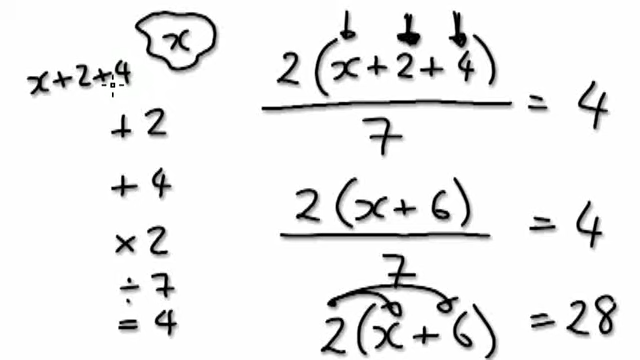 x
x+2+4
+ 2
+ 4
× 2
÷ 7
= 4
2(x+2+4)
7
= 4
2(x+6)
7
= 4
2(x+6) = 28